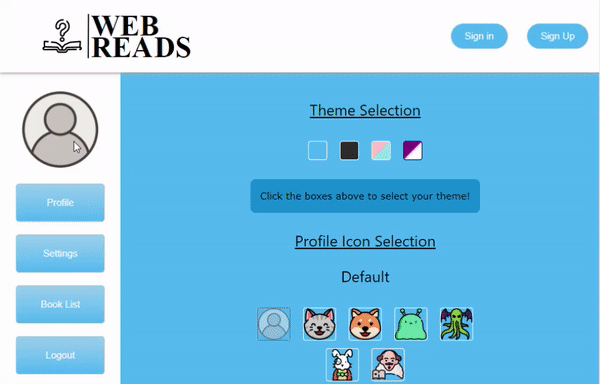 WEB
READS
Sign in
Sign Up
Theme Selection
Click the boxes above to select your theme!
Profile Icon Selection
Default
Profile
Settings
Book List
Logout